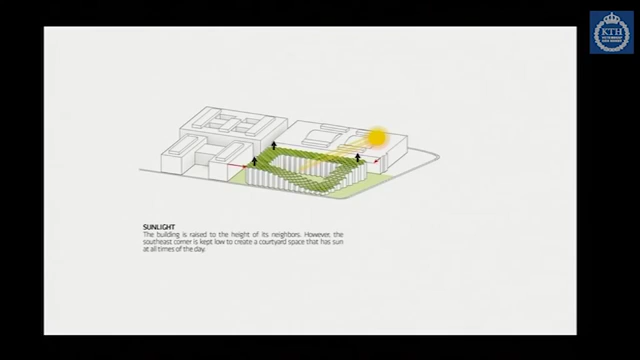 KTH
SUNLIGHT
The building is raised to the height of its neighbors. However, the
southeast corner is kept low to create a courtyard space that has sun
at all times of the day.